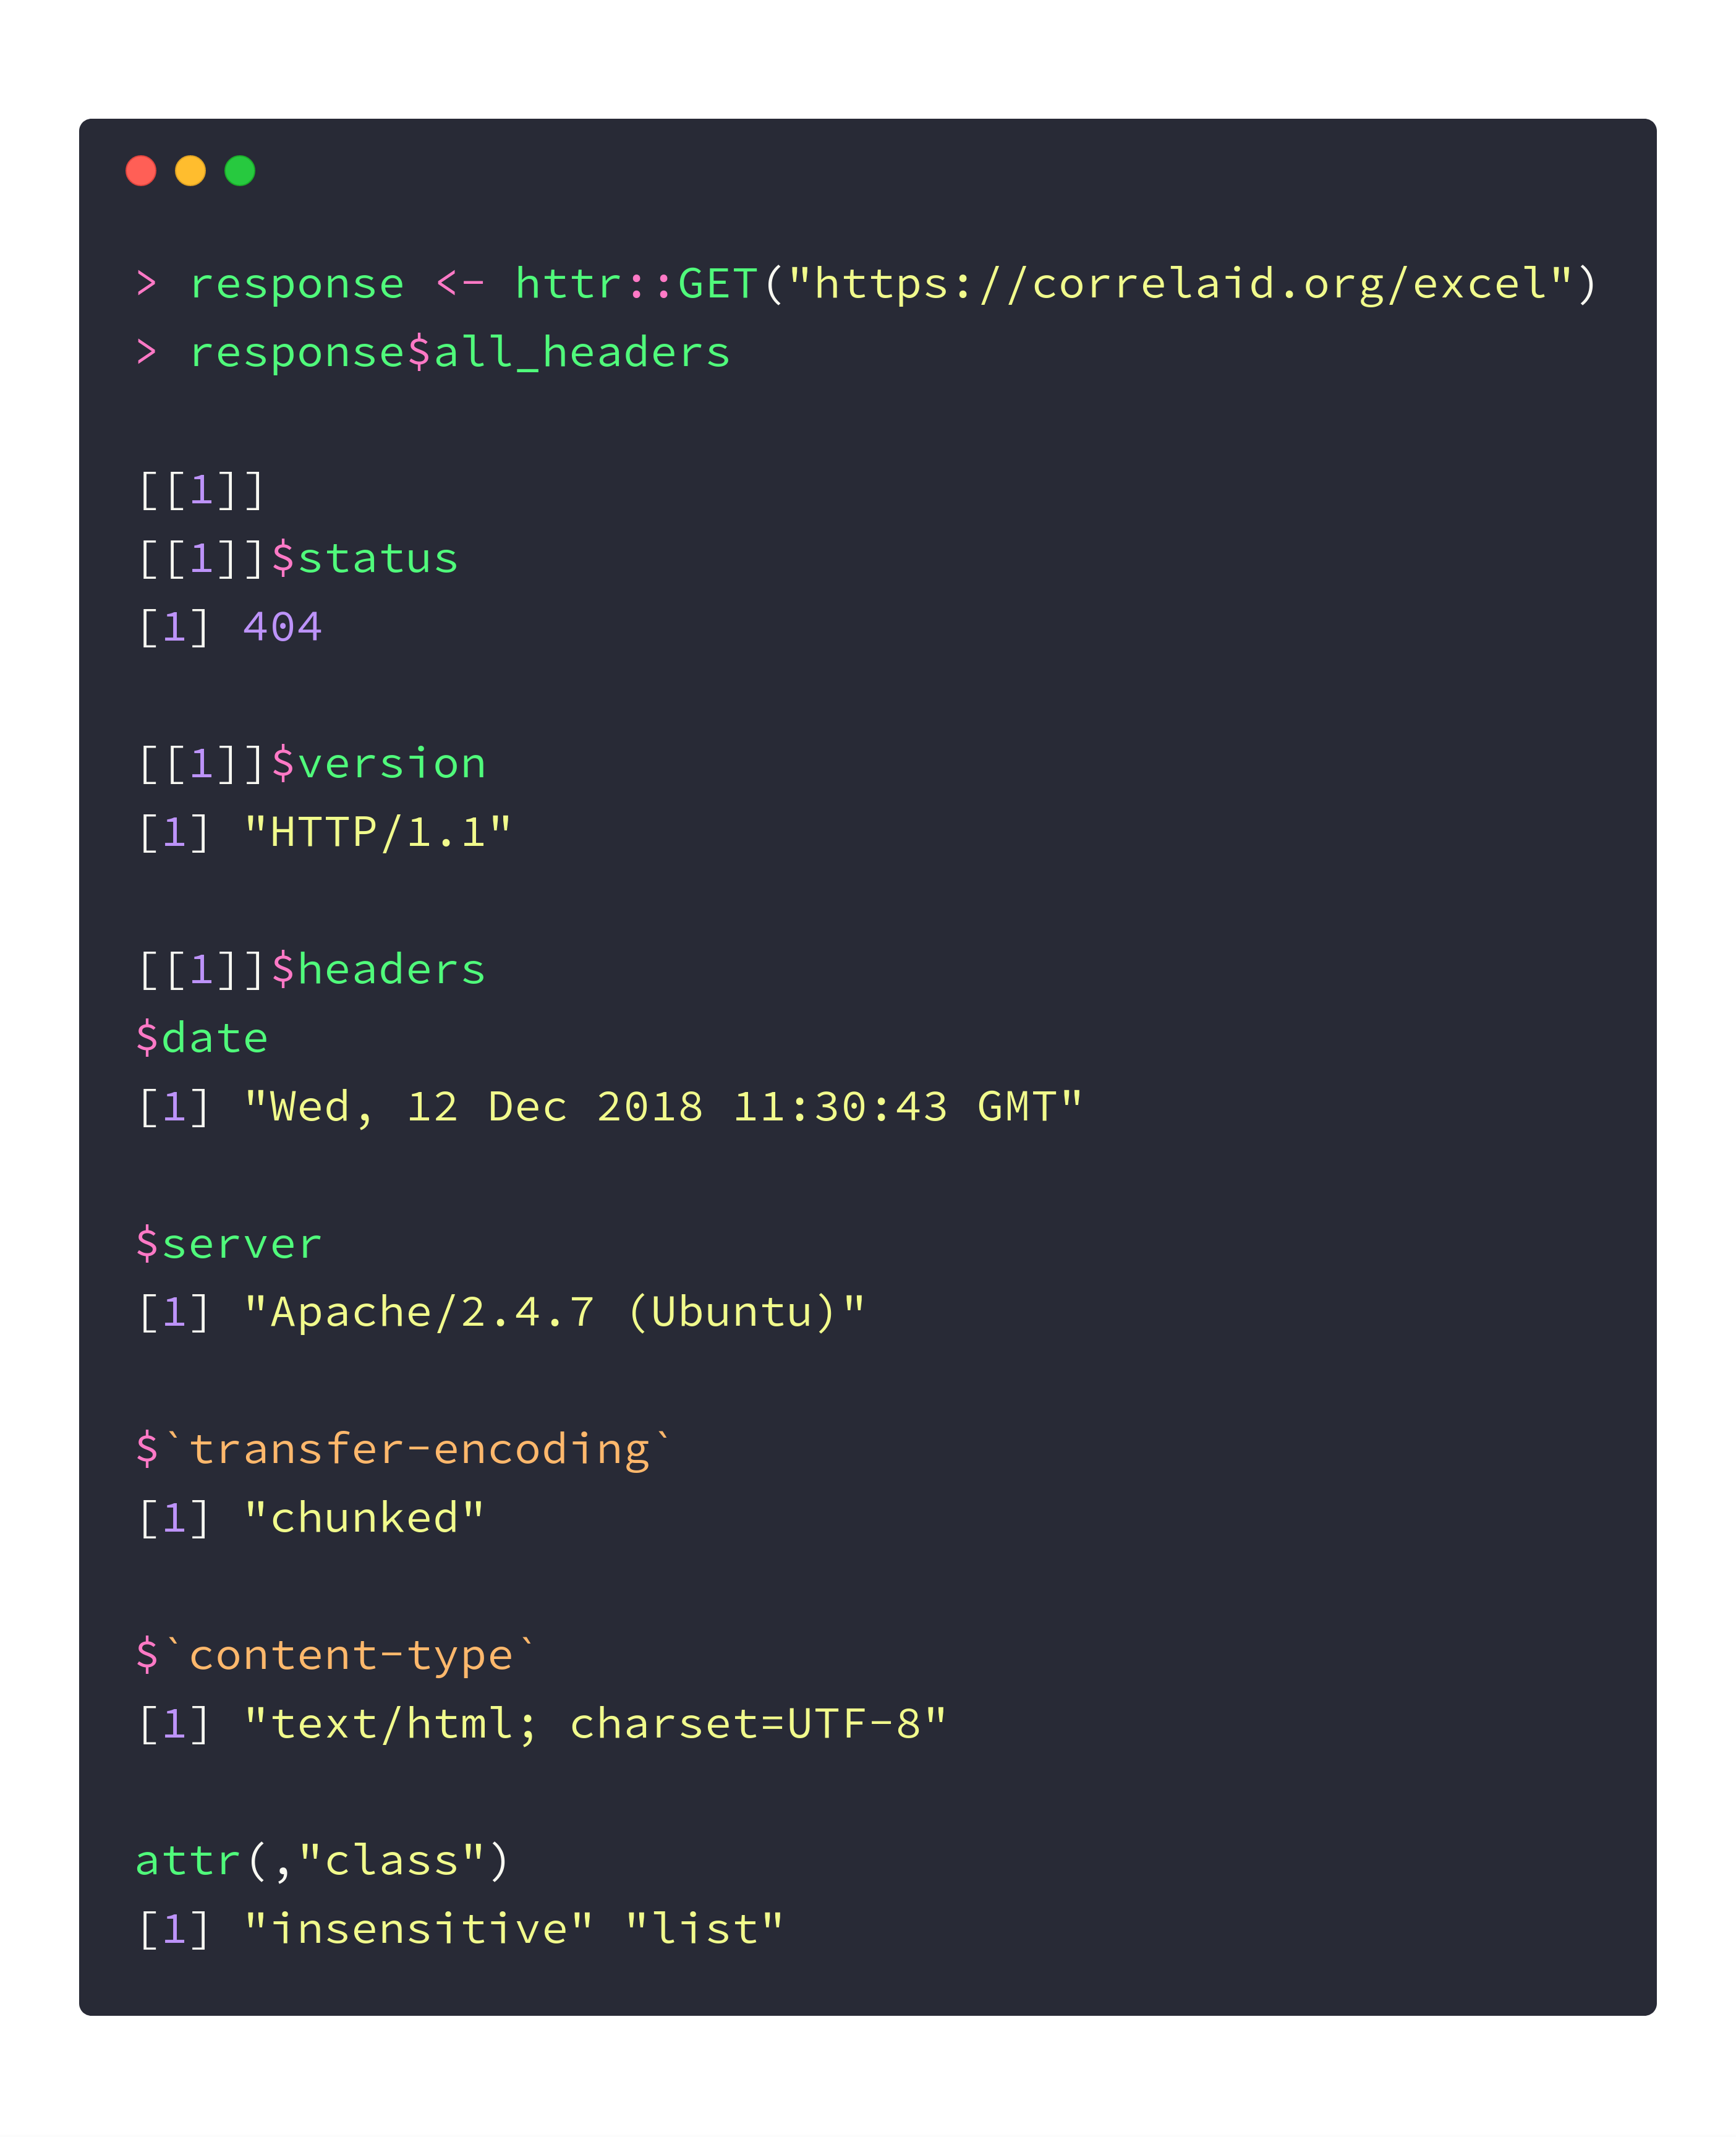 > response <- httr::GET("https://correlaid.org/excel")
> response$all_headers
[[1]]
[[1]]$status
[1] 404
[[1]]$version
[1] "HTTP/1.1"
[[1]]$headers
$date
[1] "Wed, 12 Dec 2018 11:30:43 GMT"
$server
[1] "Apache/2.4.7 (Ubuntu)"
$`transfer-encoding`
[1] "chunked"
$`content-type`
[1] "text/html; charset=UTF-8"
attr(,"class")
[1] "insensitive" "list"